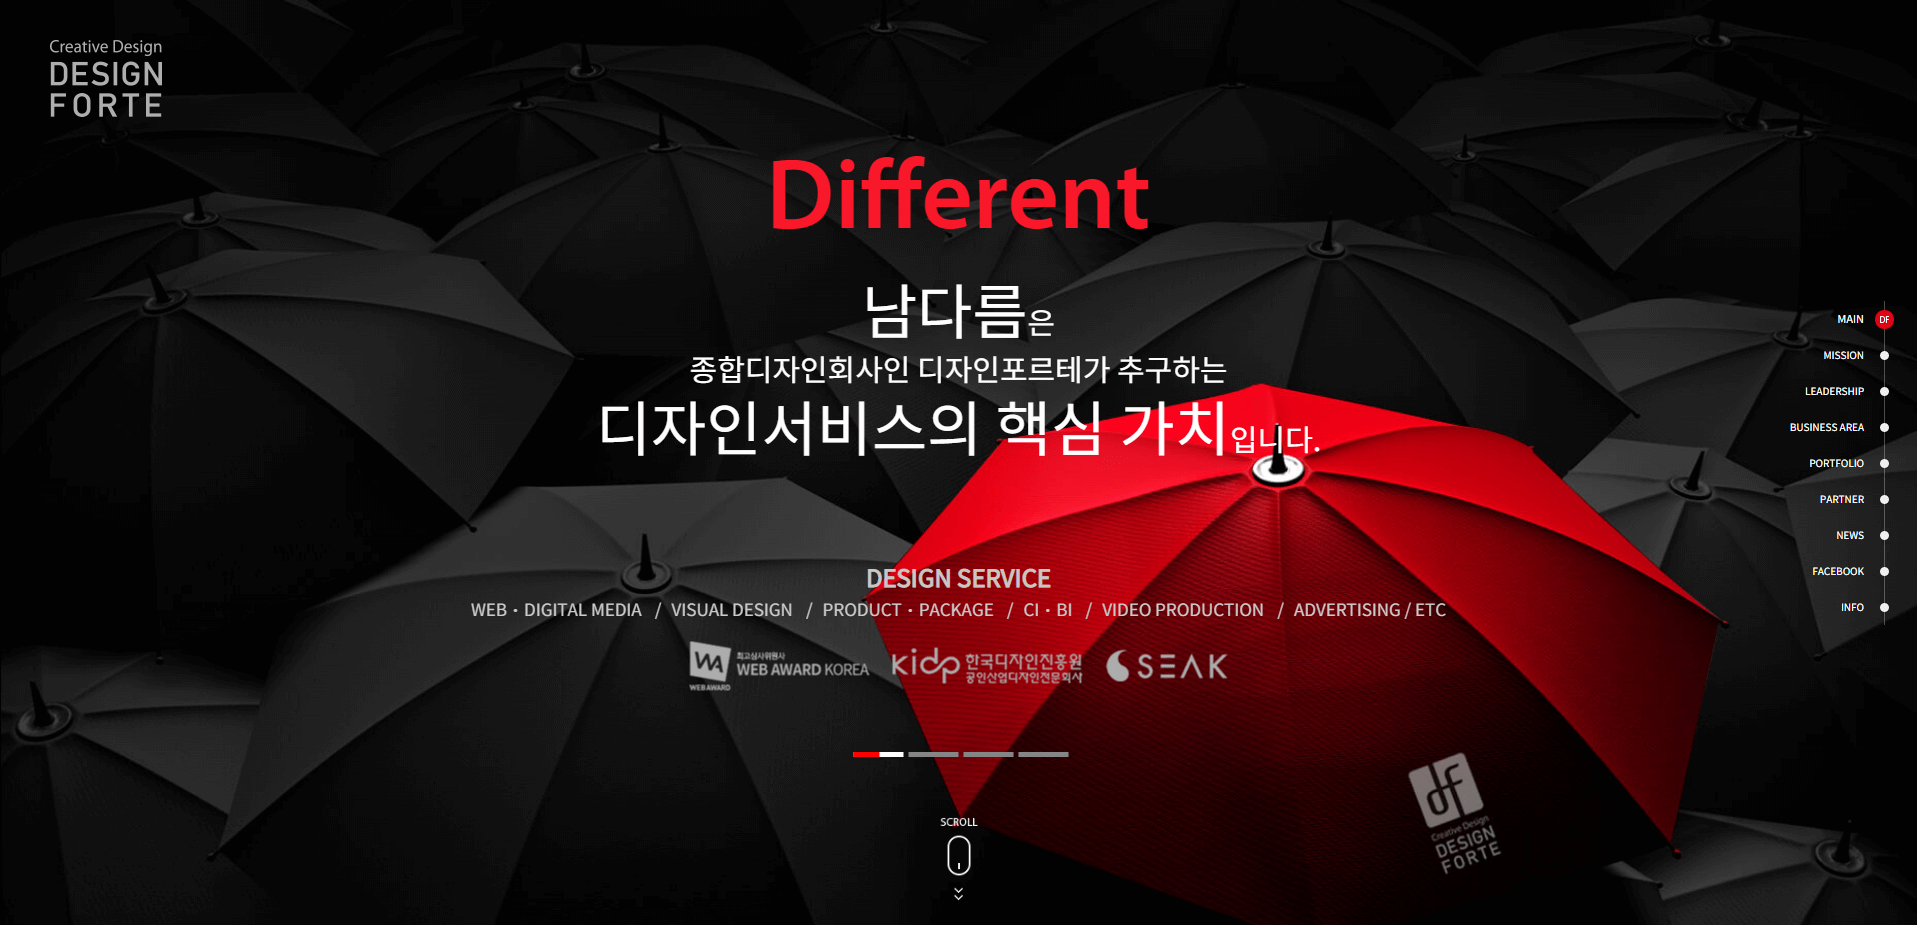 Creative Design
DESIGN
FORTE
Different
남다름은
종합디자인회사인 디자인포르테가 추구하는
디자인서비스의 핵심 가치입니다.
MAIN DF
MISSION
LEADERSHIP
BUSINESS AREA
PORTFOLIO
PARTNER
NEWS
FACEBOOK
INFO
DESIGN SERVICE
WEB · DIGITAL MEDIA / VISUAL DESIGN / PRODUCT · PACKAGE / CI · BI / VIDEO PRODUCTION / ADVERTISING / ETC
WA
WEBAWARD
최고심사위원사
WEB AWARD KOREA
kidp
한국디자인진흥원
공인산업디자인전문회사
SEAK
SCROLL
df
Creative Design
DESIGN
FORTE